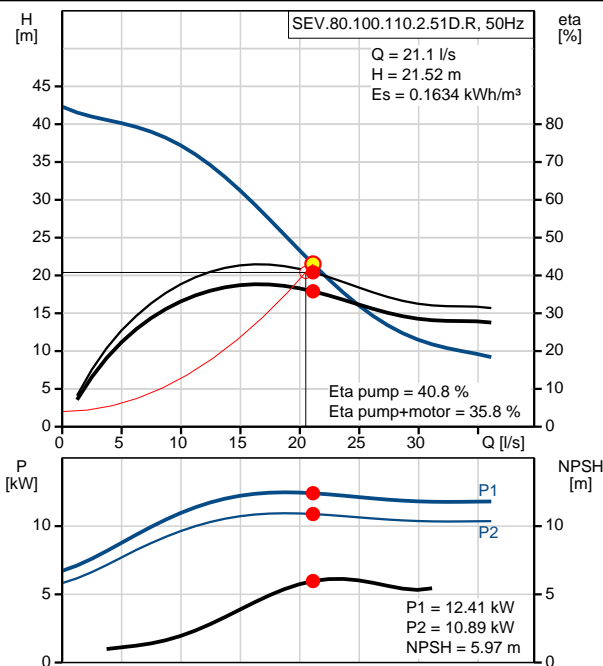 H
[m]
SEV.80.100.110.2.51D.R, 50Hz
eta
[%]
Q = 21.1 l/s
H = 21.52 m
Es = 0.1634 kWh/m³
45
40
35
30
25
20
15
10
5
0
80
70
60
50
40
30
20
10
0
Eta pump = 40.8 %
Eta pump+motor = 35.8 %
0
5
10
15
20
25
30
Q [l/s]
P
[kW]
NPSH
[m]
10
5
0
10
5
0
P1
P2
P1 = 12.41 kW
P2 = 10.89 kW
NPSH = 5.97 m